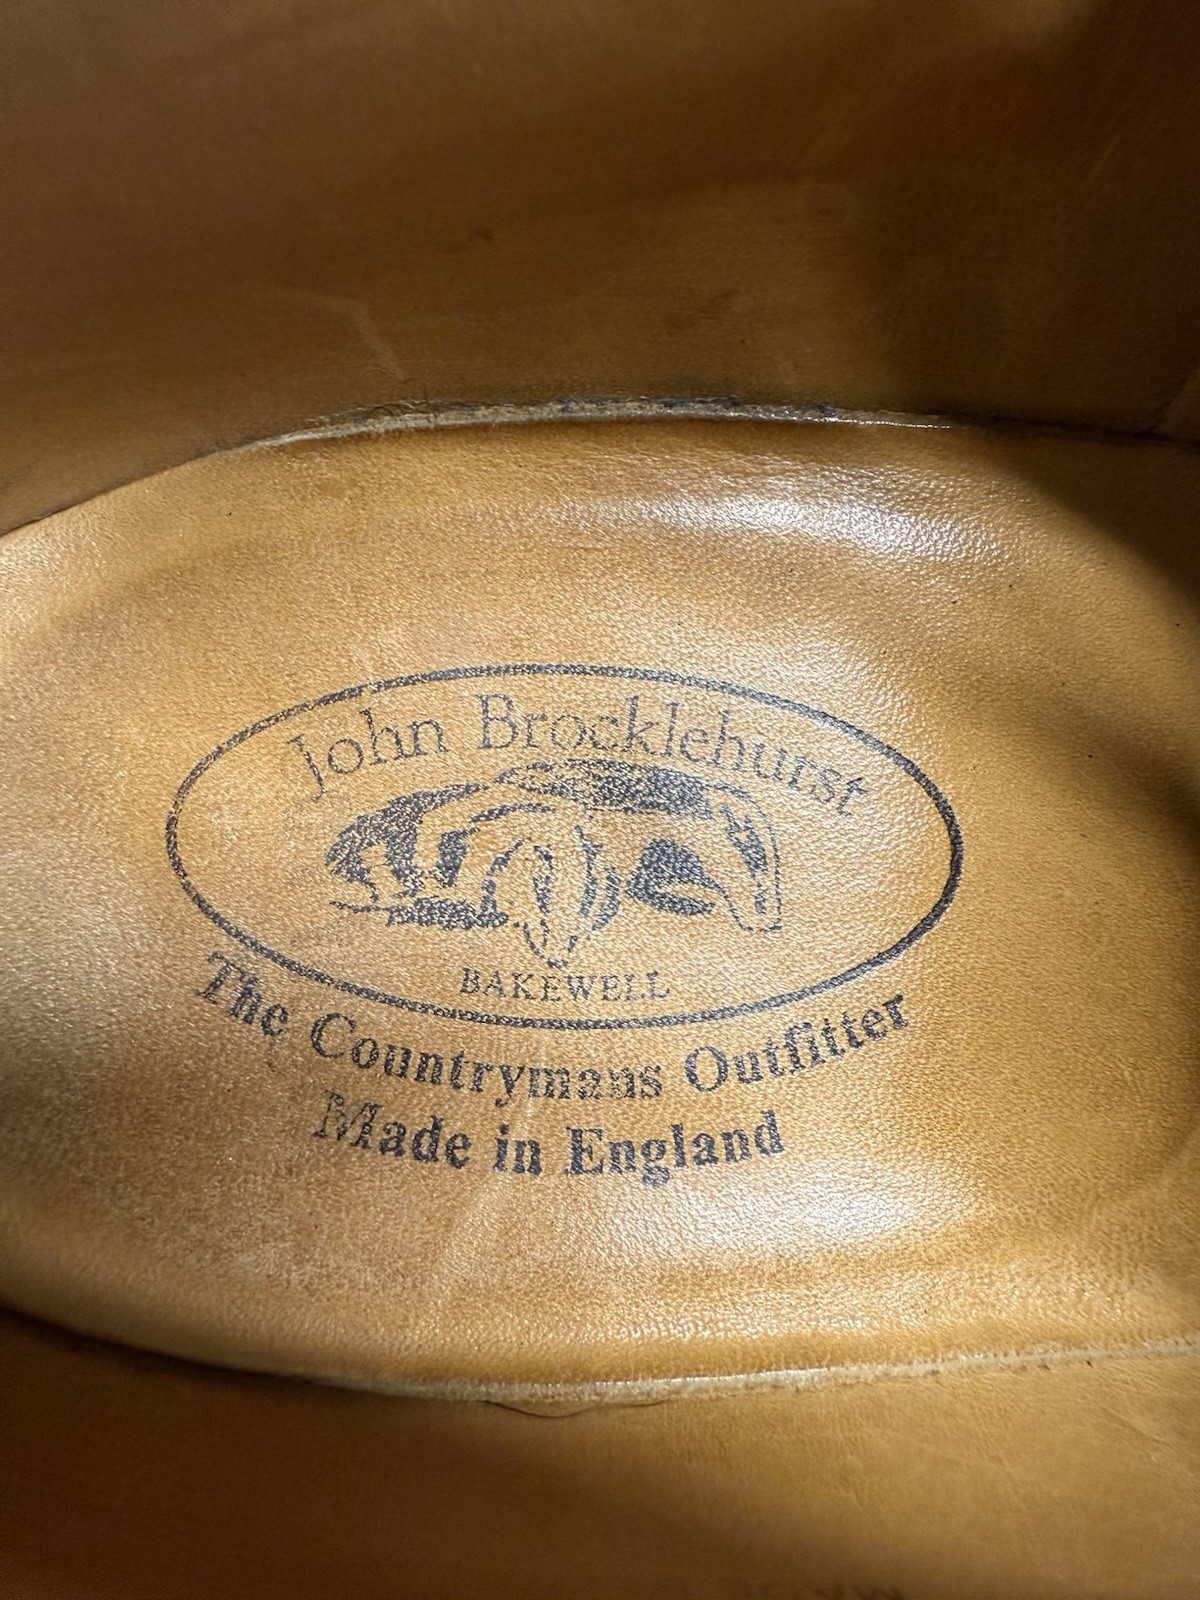 John Brocklehurst
BAKEWELL
The Countrymans Outfitter
Made in England